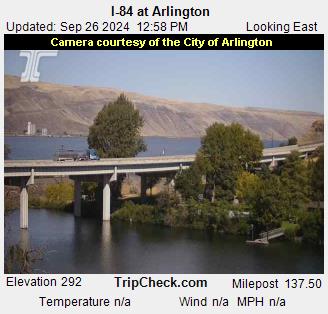 I-84 at Arlington
Updated: Sep 26 2024 12:58 PM Looking East
Camera courtesy of the City of Arlington
Elevation 292 TripCheck.com Milepost 137.50
Temperature n/a Wind n/a MPH n/a